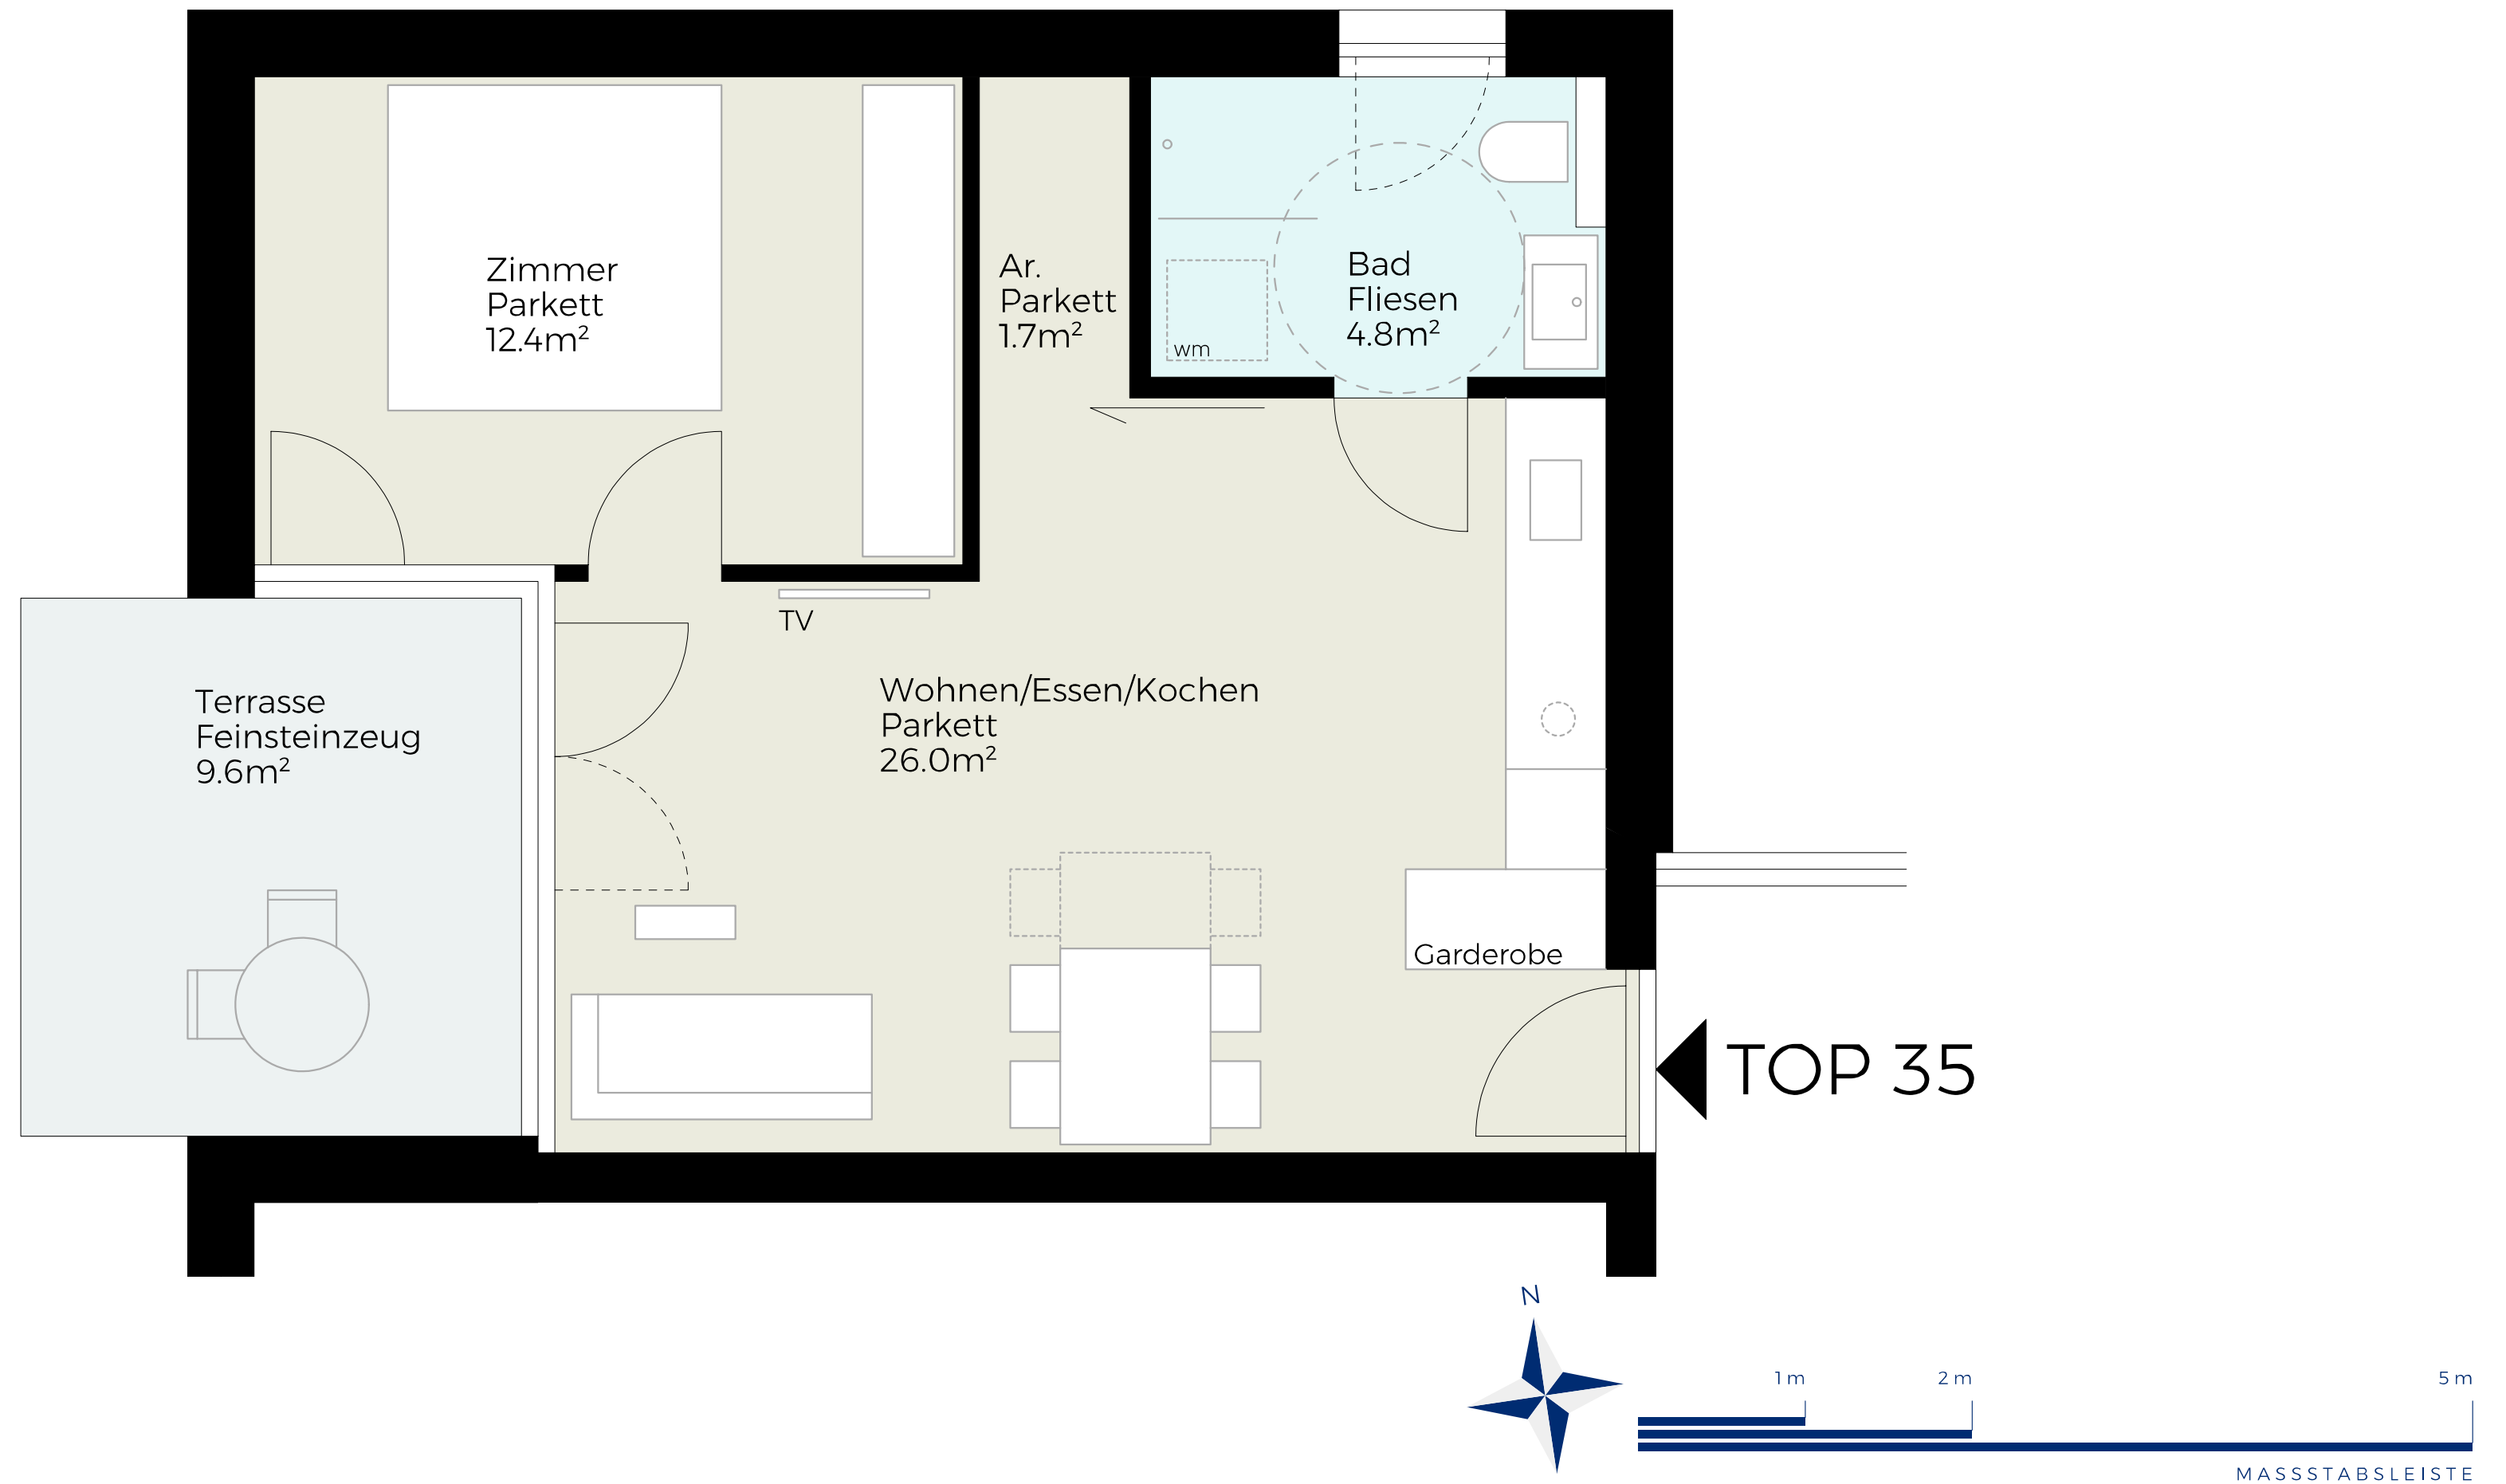 Zimmer
Parkett
12.4m²
Ar.
Parkett
1.7m²
Bad
Fliesen
4.8m²
wm
TV
Terrasse
Feinsteinzeug
9.6m²
Wohnen/Essen/Kochen
Parkett
26.0m²
Garderobe
TOP 35
N
1 m
2 m
5 m
MASSSTABSLEISTE